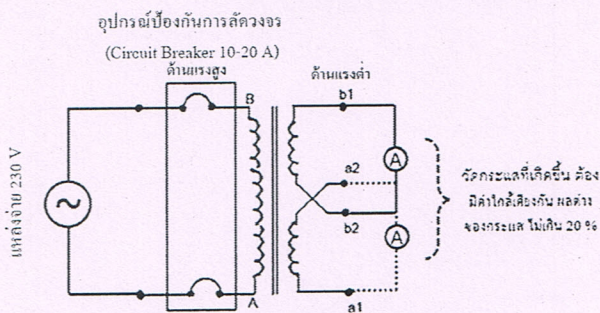 อุปกรณ์ป้องกันการลัดวงจร
(Circuit Breaker 10-20 A)
ด้านแรงสูง
ด้านแรงต่ำ
แหล่งจ่าย 230 V
B
A
b1
a2
b2
a1
A
A
วัดกระแสที่เกิดขึ้น ต้อง
มีค่าใกล้เคียงกัน ผลต่าง
ของกระแส ไม่เกิน 20 %